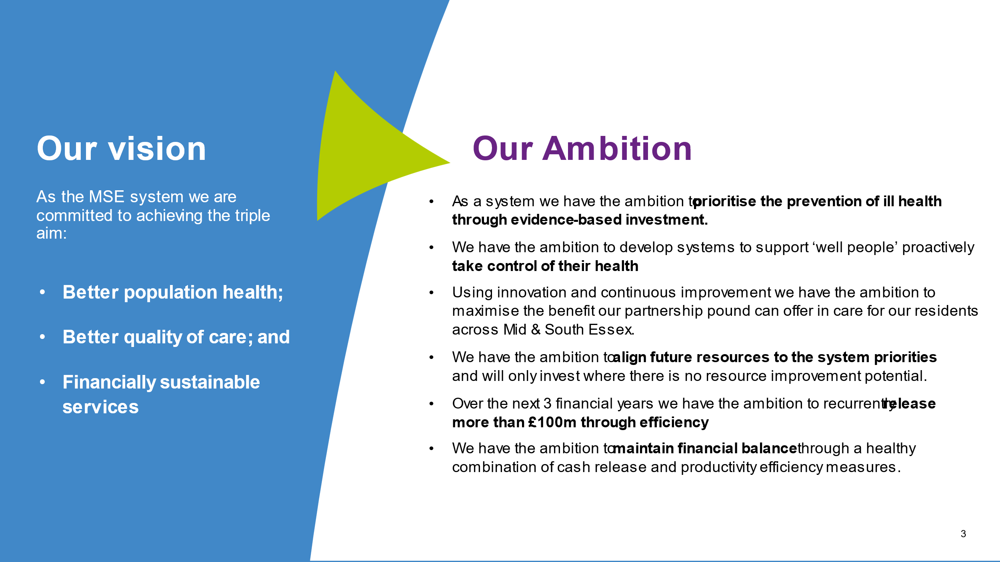 Our vision
As the MSE system we are
committed to achieving the triple
aim:
• Better population health;
• Better quality of care; and
• Financially sustainable
services
Our Ambition
• As a system we have the ambition to prioritise the prevention of ill health
through evidence-based investment.
• We have the ambition to develop systems to support ‘well people’ proactively
take control of their health
• Using innovation and continuous improvement we have the ambition to
maximise the benefit our partnership pound can offer in care for our residents
across Mid & South Essex.
• We have the ambition to align future resources to the system priorities
and will only invest where there is no resource improvement potential.
• Over the next 3 financial years we have the ambition to recurrently release
more than £100m through efficiency
• We have the ambition to maintain financial balance through a healthy
combination of cash release and productivity efficiency measures.
3